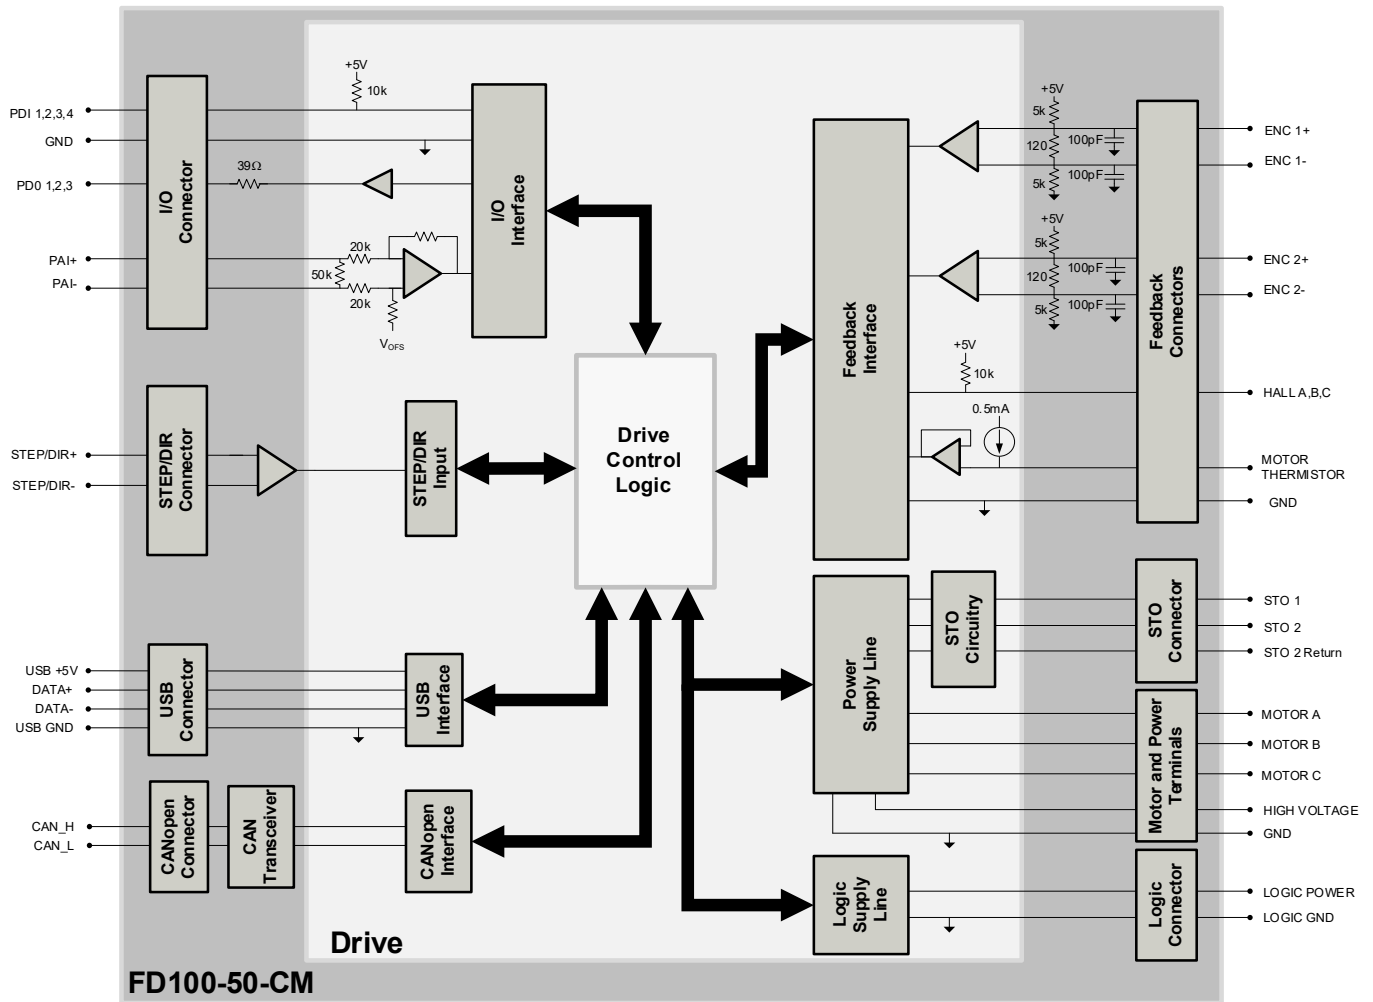 +5V
10k
PDI 1,2,3,4
GND
39Ω
PD0 1,2,3
I/O
Connector
I/O
Interface
PAI+
PAI-
20k
50k
20k
VOFS
STEP/DIR+
STEP/DIR-
STEP/DIR
Connector
STEP/DIR
Input
Drive
Control
Logic
USB +5V
DATA+
DATA-
USB GND
USB
Connector
USB
Interface
CAN_H
CAN_L
CANopen
Connector
CAN
Transceiver
CANopen
Interface
Feedback
Interface
+5V
5k
120
5k
100pF
100pF
ENC 1+
ENC 1-
+5V
5k
120
5k
100pF
100pF
ENC 2+
ENC 2-
Feedback
Connectors
+5V
10k
HALL A,B,C
0.5mA
MOTOR
THERMISTOR
GND
Power
Supply Line
STO
Circuitry
STO
Connector
STO 1
STO 2
STO 2 Return
Motor and Power
Terminals
MOTOR A
MOTOR B
MOTOR C
HIGH VOLTAGE
GND
Logic
Supply
Line
Logic
Connector
LOGIC POWER
LOGIC GND
Drive
FD100-50-CM